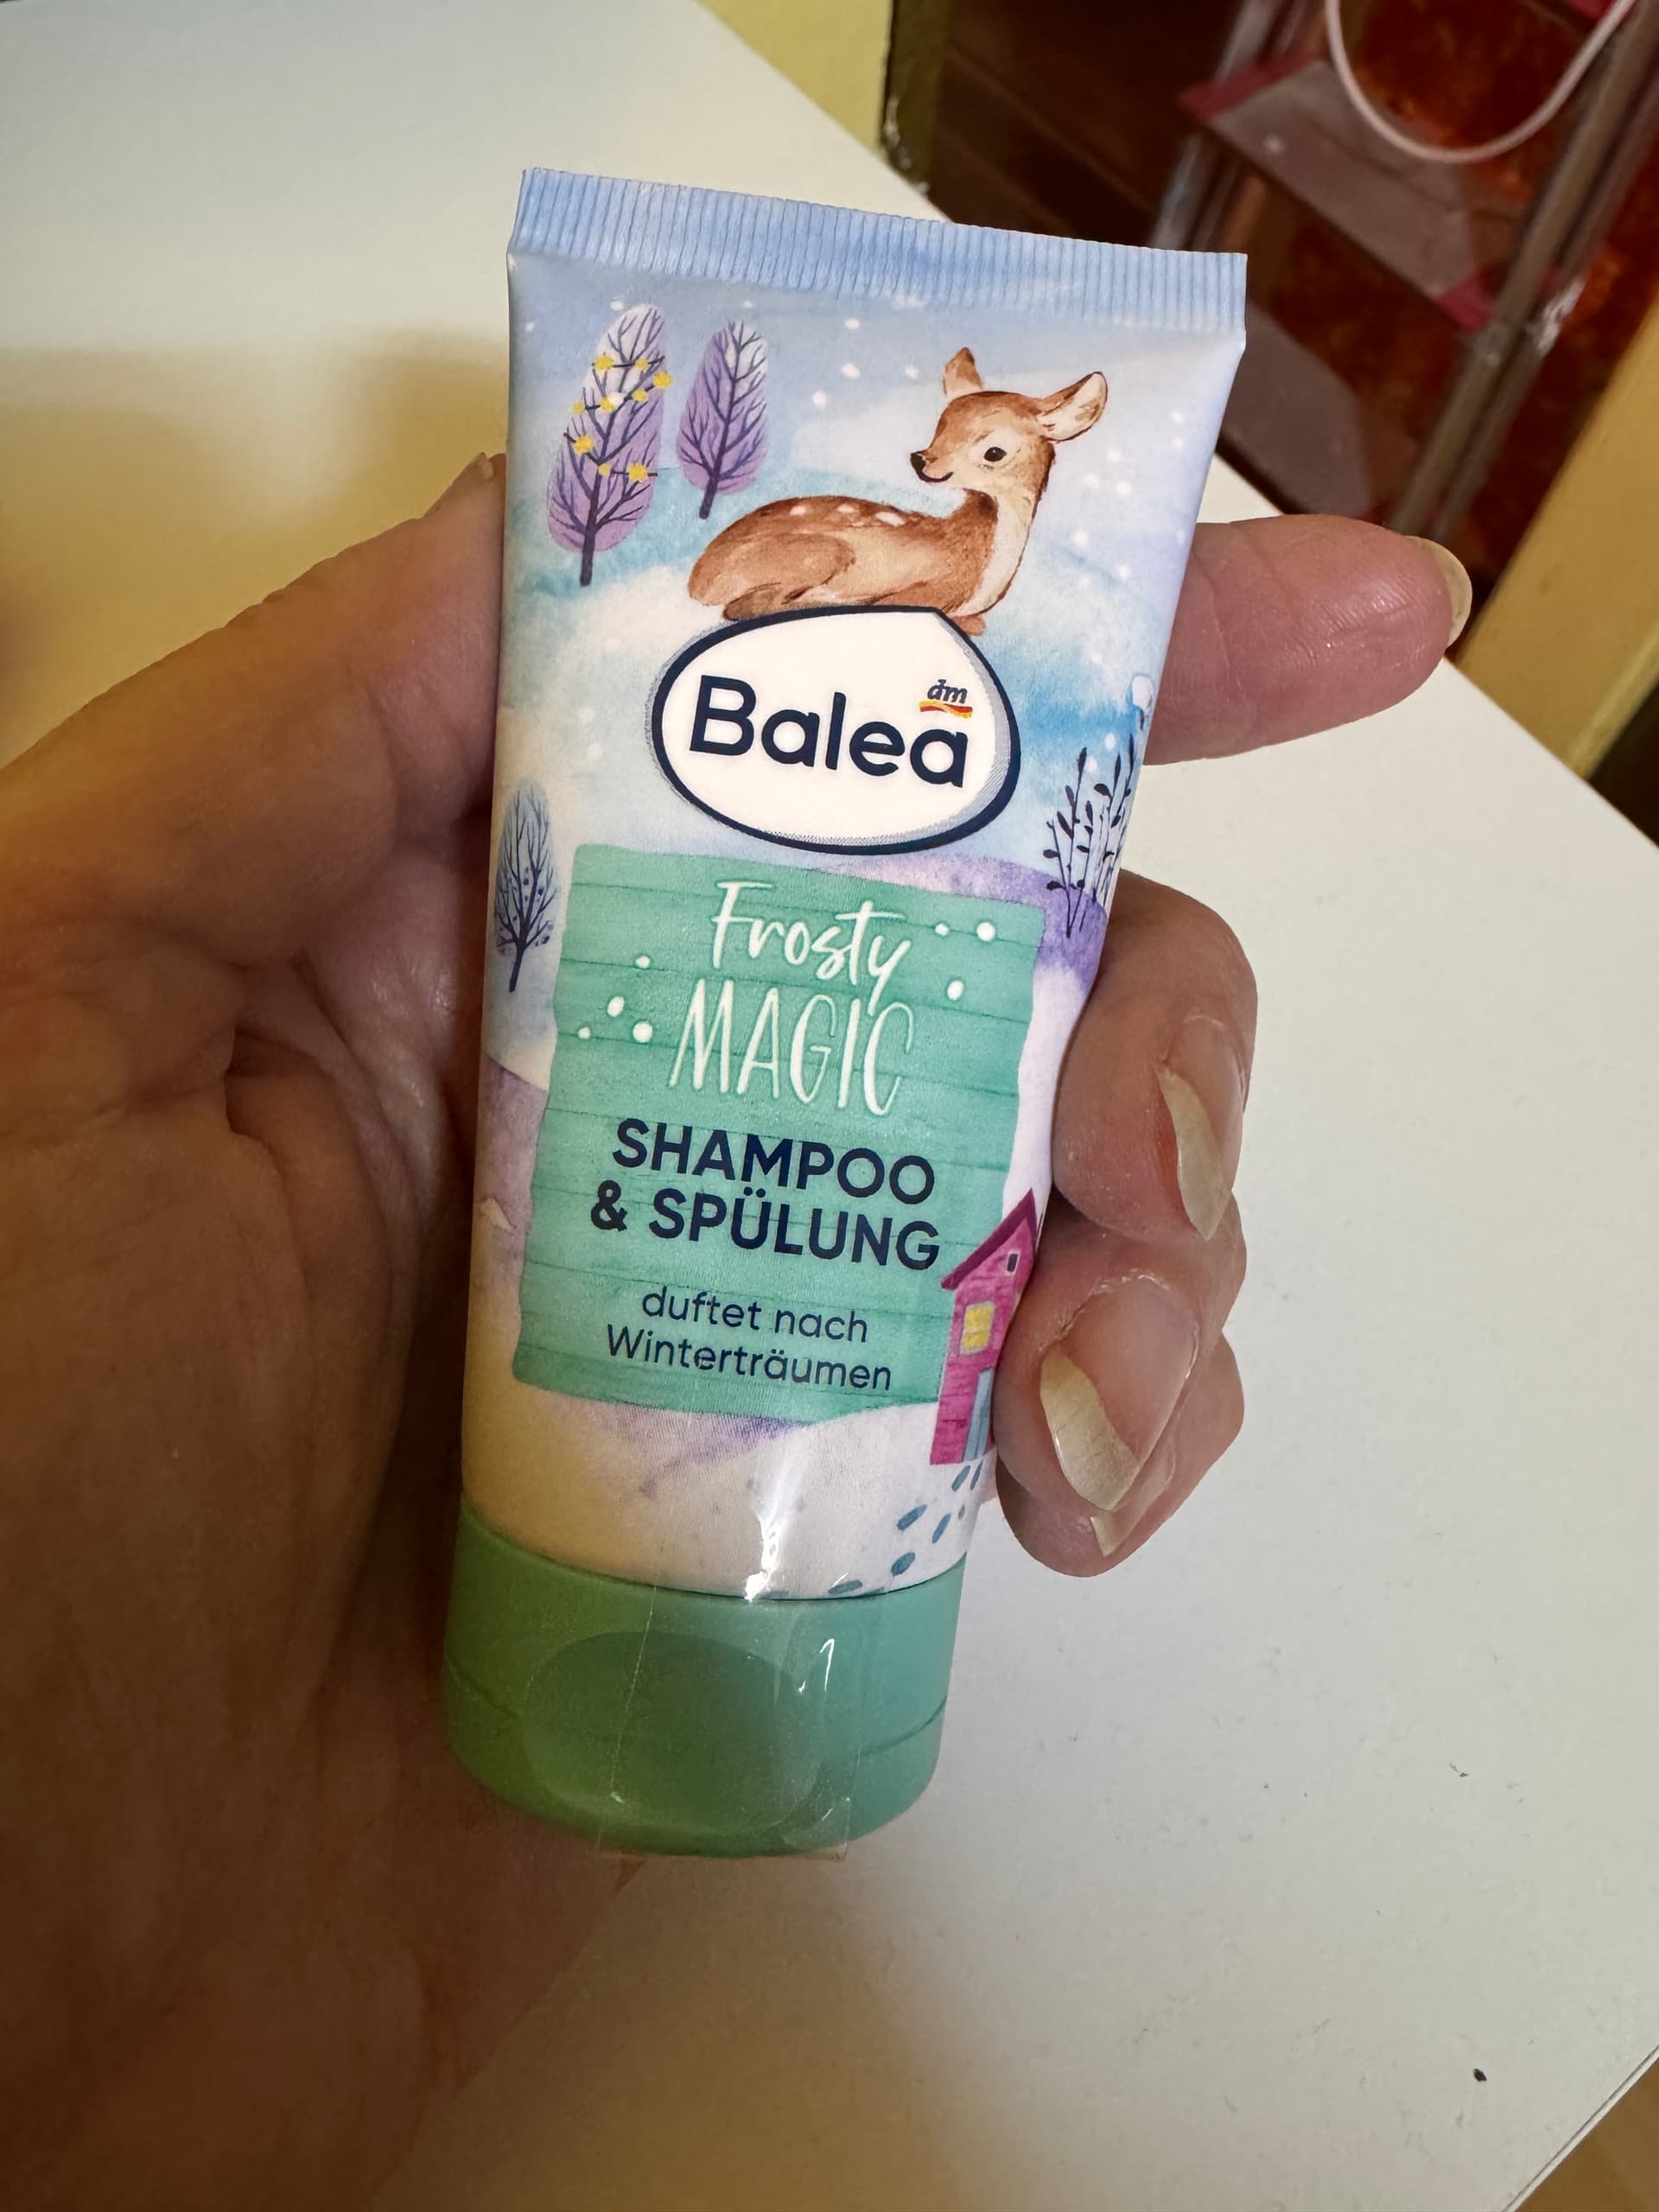 dm
Balea
Frosty
MAGIC
SHAMPOO
& SPÜLUNG
duftet nach
Winterträumen